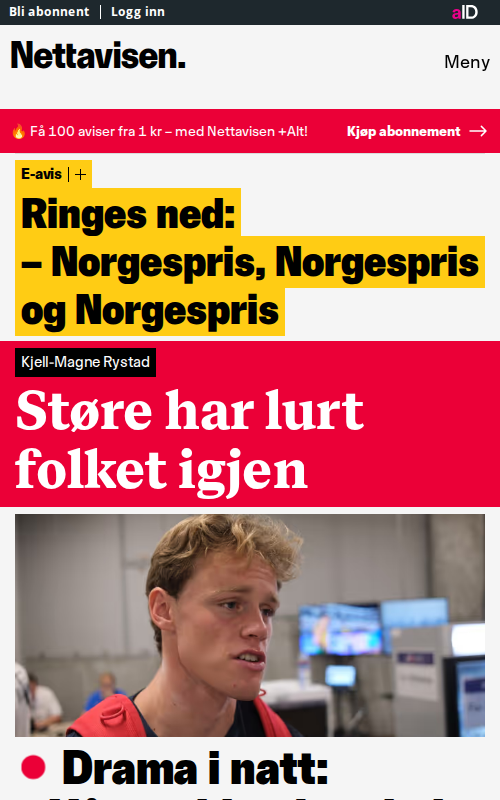 Bli abonnent | Logg inn
aID
Nettavisen.
Meny
🔥 Få 100 aviser fra 1 kr – med Nettavisen +Alt!
Kjøp abonnement →
E-avis | +
Ringes ned:
– Norgespris, Norgespris
og Norgespris
Kjell-Magne Rystad
Støre har lurt
folket igjen
Drama i natt: